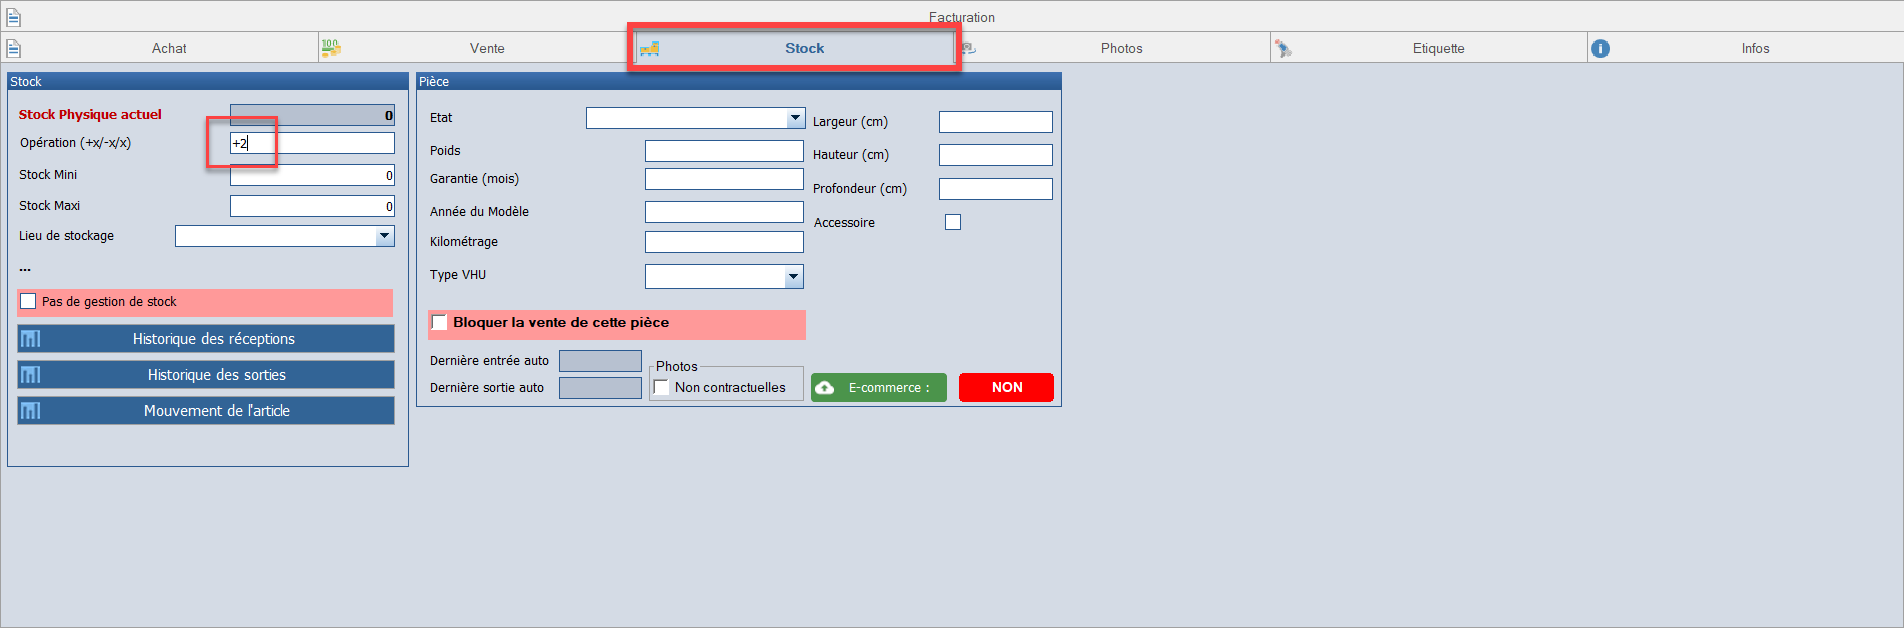 Facturation
Achat
Vente
Stock
Photos
Etiquette
Infos
Stock
Stock Physique actuel 0
Opération (+x/-x/x) +2
Stock Mini 0
Stock Maxi 0
Lieu de stockage
...
Pas de gestion de stock
Historique des réceptions
Historique des sorties
Mouvement de l'article
Pièce
Etat
Poids
Garantie (mois)
Année du Modèle
Kilométrage
Type VHU
Largeur (cm)
Hauteur (cm)
Profondeur (cm)
Accessoire
Bloquer la vente de cette pièce
Dernière entrée auto
Dernière sortie auto
Photos
Non contractuelles
E-commerce :
NON